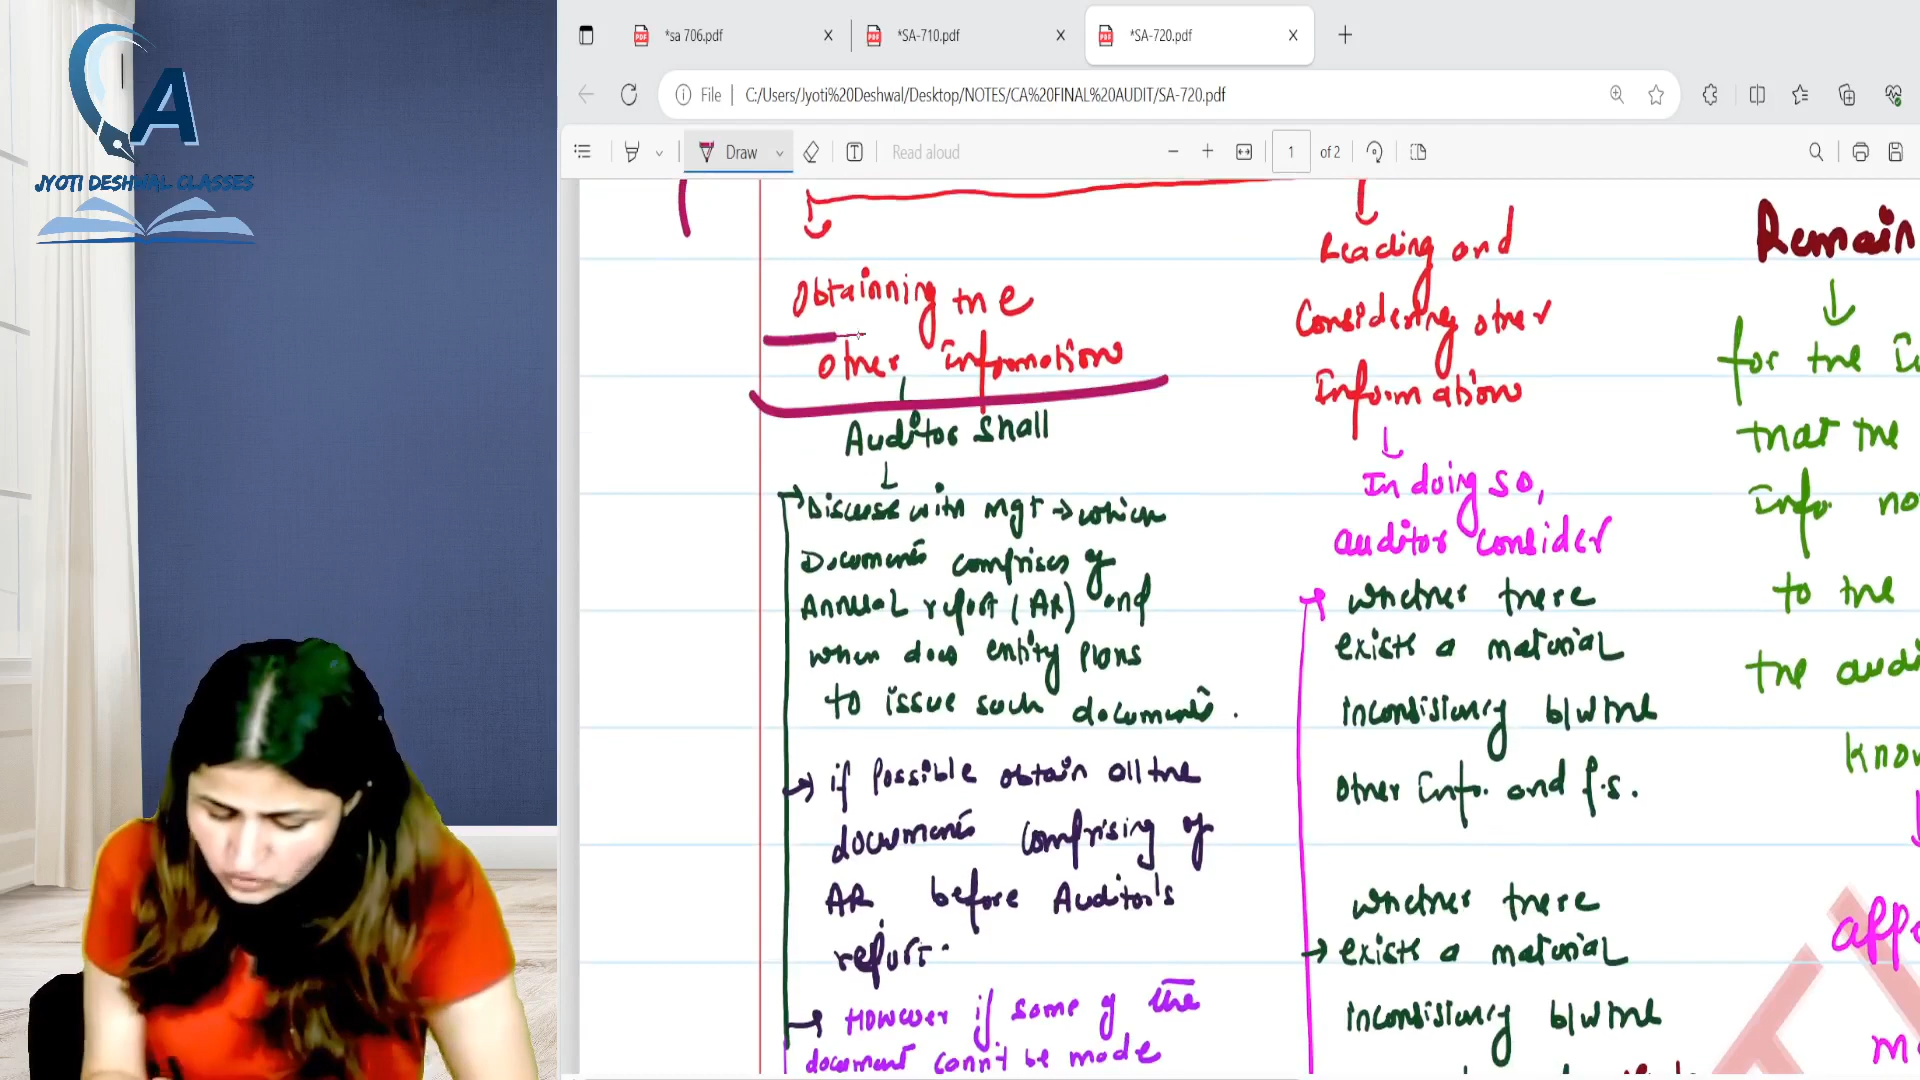 *sa 706.pdf
*SA-710.pdf
*SA-720.pdf
File
C:/Users/Jyoti%20Deshwal/Desktop/NOTES/CA%20FINAL%20AUDIT/SA-720.pdf
Draw
Read aloud
1 of 2
A
JYOTI DESHWAL CLASSES
Obtainning the
other Informations
Auditor shall
Discuss with mgt → which
Documents comprises of
Annual report (AR) and
when does entity plans
to issue such documents.
→ if possible obtain all the
documents comprising of
AR before Auditor's
report.
→ However if some of the
document cann't be made
Reading and
Considering other
Informations
In doing so,
auditor consider
whether there
exists a material
inconsistency b/w the
other Info. and f.s.
whether there
→ exists a material
inconsistency b/w the
Remain
for the
that the
Info. no
to the
the audi
know